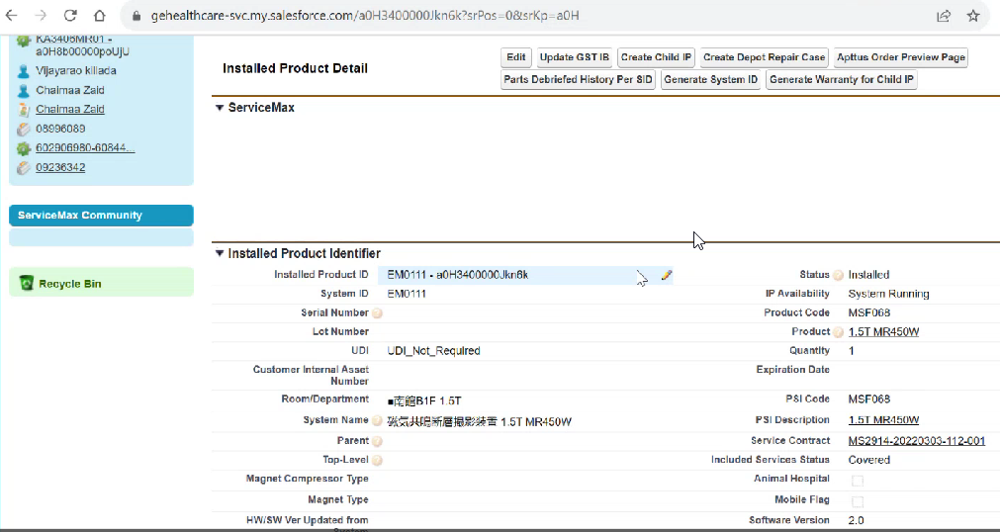 gehealthcare-svc.my.salesforce.com/a0H3400000Jkn6k?srPos=0&srKp=a0H
KA3406MR01 -
a0H8b00000poUjU
Vijayarao killada
Chaimaa Zaid
Chaimaa Zaid
08996089
602906980-60844...
09236342
ServiceMax Community
Recycle Bin
Installed Product Detail
Edit
Update GST IB
Create Child IP
Create Depot Repair Case
Apttus Order Preview Page
Parts Debriefed History Per SID
Generate System ID
Generate Warranty for Child IP
ServiceMax
Installed Product Identifier
Installed Product ID EM0111 - a0H3400000Jkn6k
Status Installed
System ID EM0111
IP Availability System Running
Serial Number
Product Code MSF068
Lot Number
Product 1.5T MR450W
UDI UDI_Not_Required
Quantity 1
Customer Internal Asset
Number
Expiration Date
Room/Department ■南館B1F 1.5T
PSI Code MSF068
System Name 磁気共鳴断層撮影装置 1.5T MR450W
PSI Description 1.5T MR450W
Parent
Service Contract MS2914-20220303-112-001
Top-Level
Included Services Status Covered
Magnet Compressor Type
Animal Hospital
Magnet Type
Mobile Flag
HW/SW Ver Updated from
Software Version 2.0